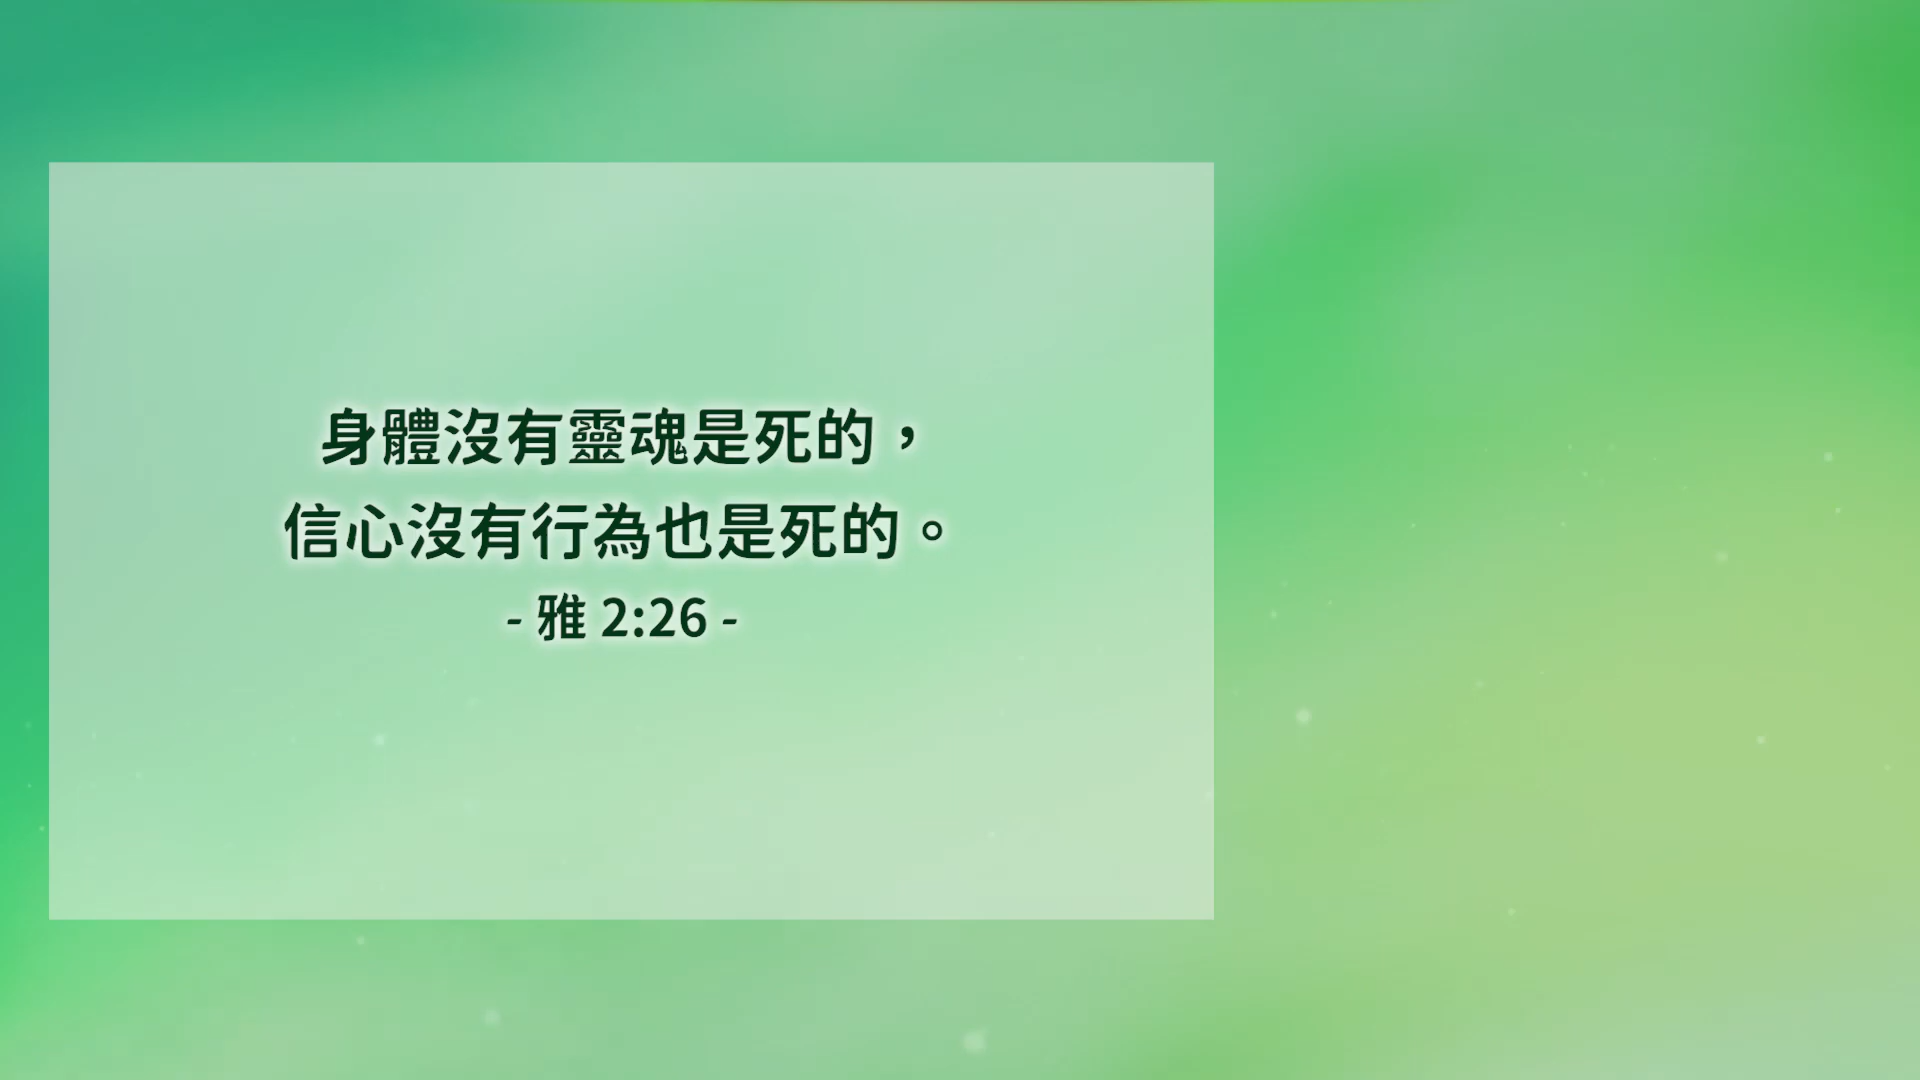 身體沒有靈魂是死的，
信心沒有行為也是死的。
- 雅 2:26 -